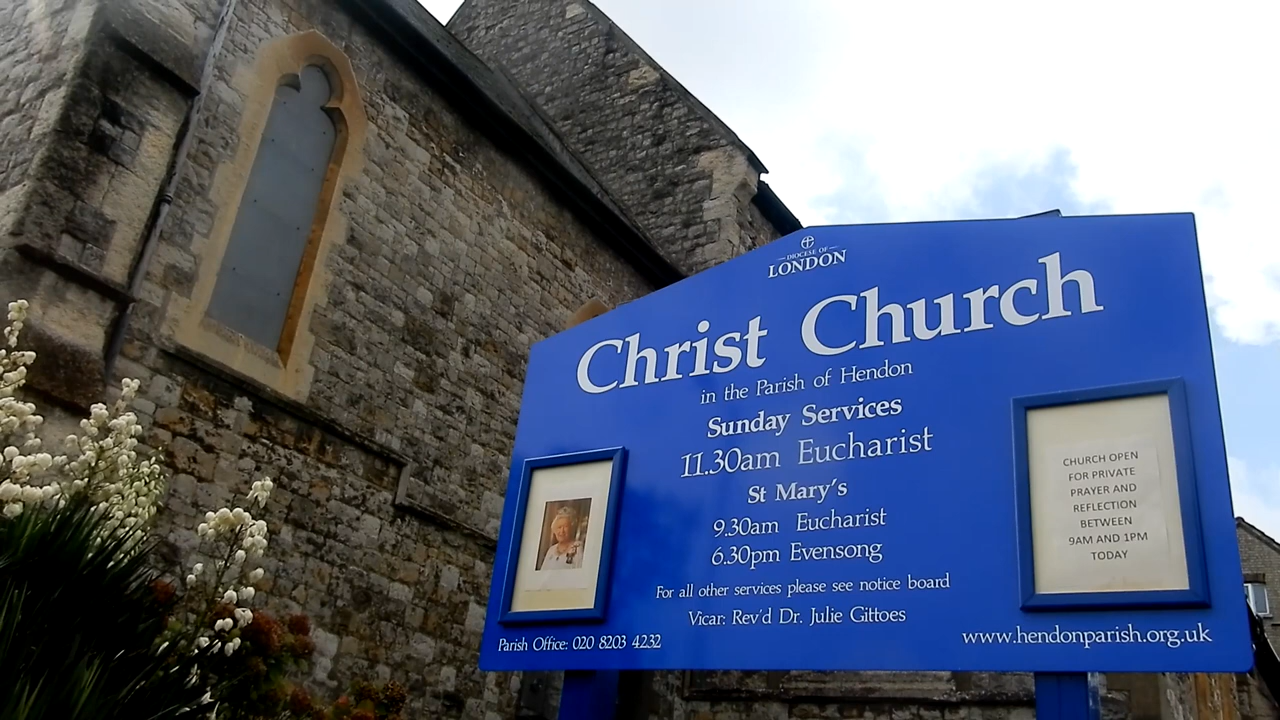 DIOCESE OF
LONDON
Christ Church
in the Parish of Hendon
Sunday Services
11.30am Eucharist
St Mary's
9.30am Eucharist
6.30pm Evensong
For all other services please see notice board
Vicar: Rev'd Dr. Julie Gittoes
Parish Office: 020 8203 4232
www.hendonparish.org.uk
CHURCH OPEN
FOR PRIVATE
PRAYER AND
REFLECTION
BETWEEN
9AM AND 1PM
TODAY